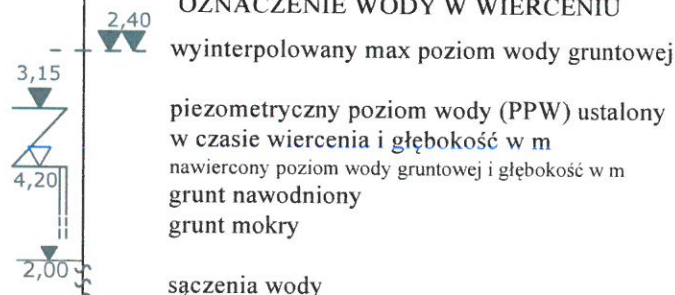 OZNACZENIE WODY W WIERCENIU
2,40
wyinterpolowany max poziom wody gruntowej
3,15
piezometryczny poziom wody (PPW) ustalony
w czasie wiercenia i głębokość w m
nawiercony poziom wody gruntowej i głębokość w m
4,20
grunt nawodniony
grunt mokry
2,00
sączenia wody